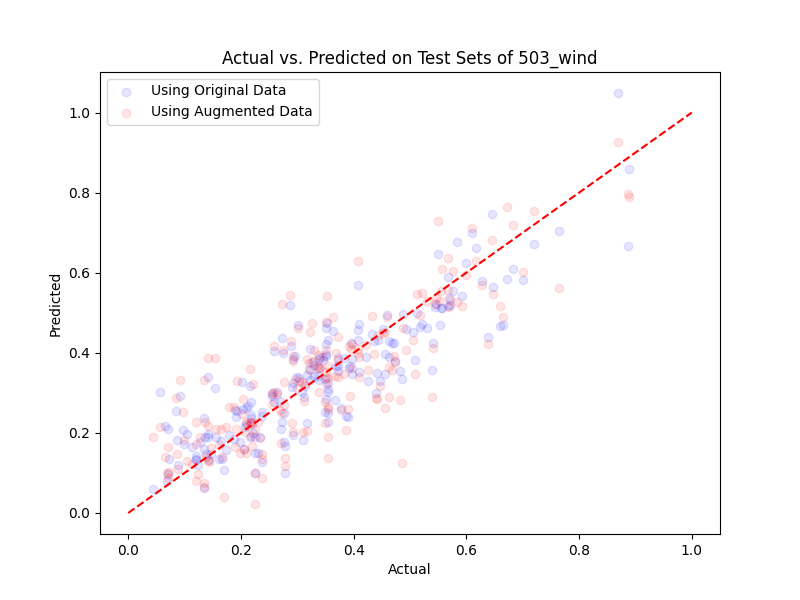 Actual vs. Predicted on Test Sets of 503_wind
Using Original Data
Using Augmented Data
1.0
0.8
0.6
0.4
0.2
0.0
Predicted
0.0 0.2 0.4 0.6 0.8 1.0
Actual